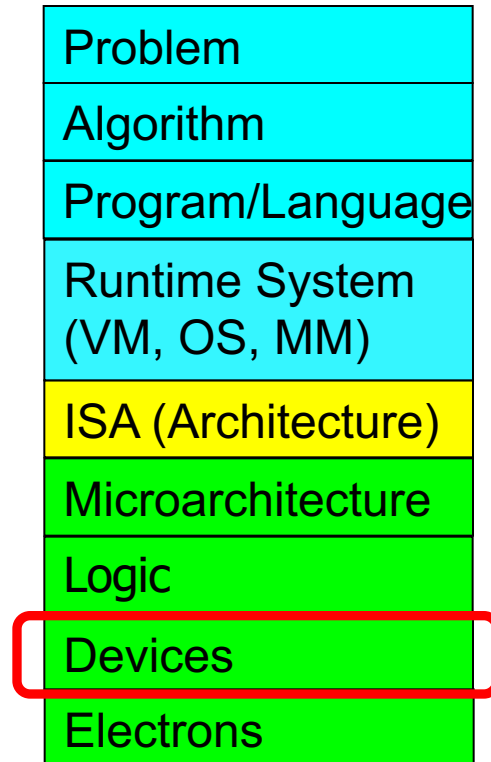 Problem
Algorithm
Program/Language
Runtime System
(VM, OS, MM)
ISA (Architecture)
Microarchitecture
Logic
Devices
Electrons